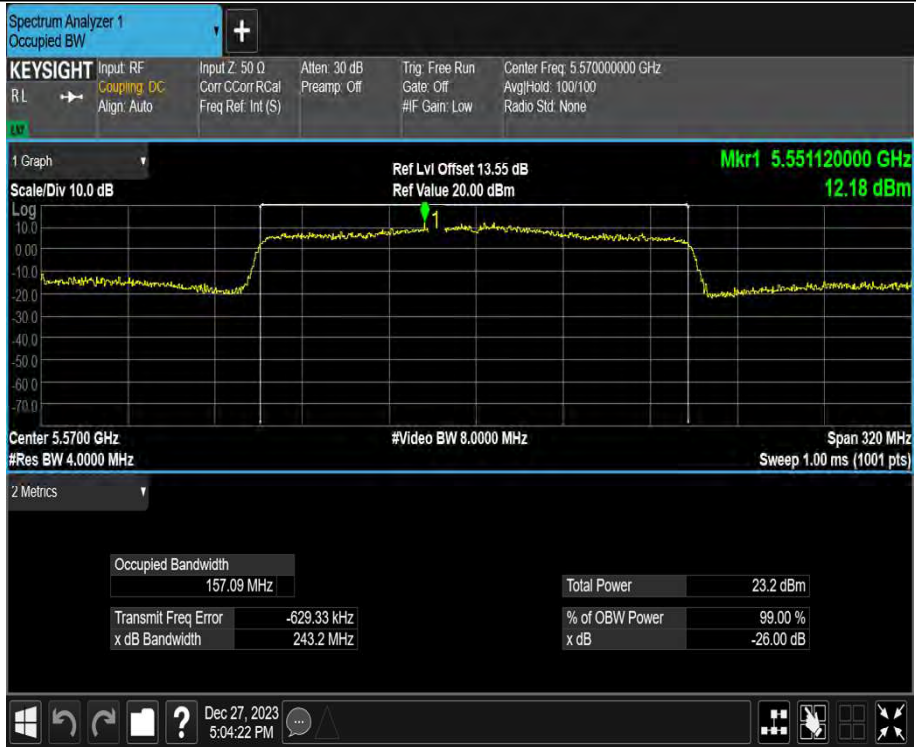 Spectrum Analyzer 1
Occupied BW
+
KEYSIGHT
R L
LXI
Input: RF
Coupling: DC
Align: Auto
Input Z: 50 Ω
Corr CCorr RCal
Freq Ref: Int (S)
Atten: 30 dB
Preamp: Off
Trig: Free Run
Gate: Off
#IF Gain: Low
Center Freq: 5.570000000 GHz
Avg|Hold: 100/100
Radio Std: None
1 Graph
Scale/Div 10.0 dB
Ref Lvl Offset 13.55 dB
Ref Value 20.00 dBm
Mkr1 5.551120000 GHz
12.18 dBm
Log
10.0
0.00
-10.0
-20.0
-30.0
-40.0
-50.0
-60.0
-70.0
1
Center 5.5700 GHz
#Res BW 4.0000 MHz
#Video BW 8.0000 MHz
Span 320 MHz
Sweep 1.00 ms (1001 pts)
2 Metrics
Occupied Bandwidth
157.09 MHz
Total Power 23.2 dBm
Transmit Freq Error -629.33 kHz
% of OBW Power 99.00 %
x dB Bandwidth 243.2 MHz
x dB -26.00 dB
?
Dec 27, 2023
5:04:22 PM